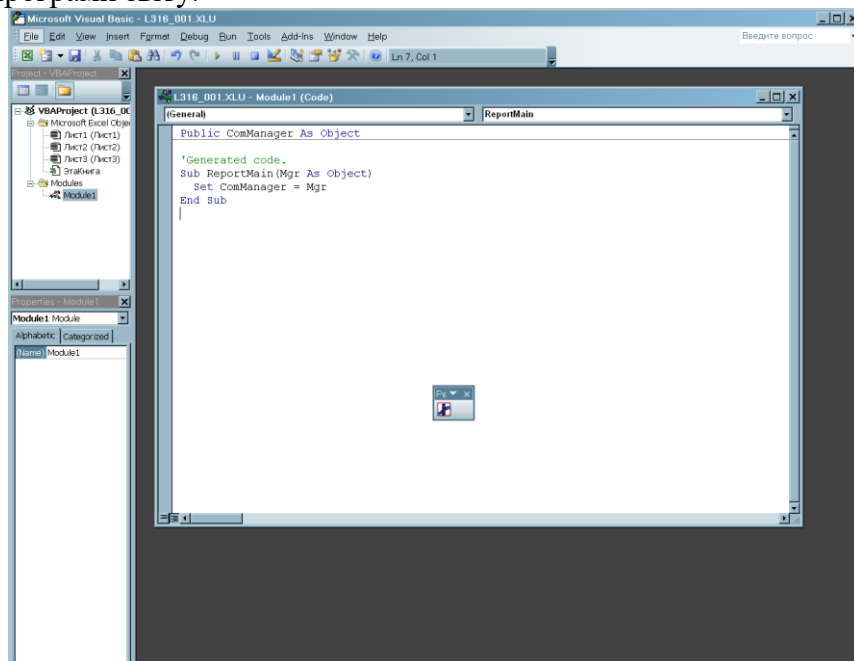 Microsoft Visual Basic - L316_001.XLU
File Edit View Insert Format Debug Run Tools Add-Ins Window Help
Введите вопрос
Ln 7, Col 1
Project - VBAProject
VBAProject (L316_00
Microsoft Excel Obje
Лист1 (Лист1)
Лист2 (Лист2)
Лист3 (Лист3)
ЭтаКнига
Modules
Module1
Properties - Module1
Module1 Module
Alphabetic Categorized
(Name) Module1
L316_001.XLU - Module1 (Code)
(General) ReportMain
Public ComManager As Object
'Generated code.
Sub ReportMain(Mgr As Object)
Set ComManager = Mgr
End Sub